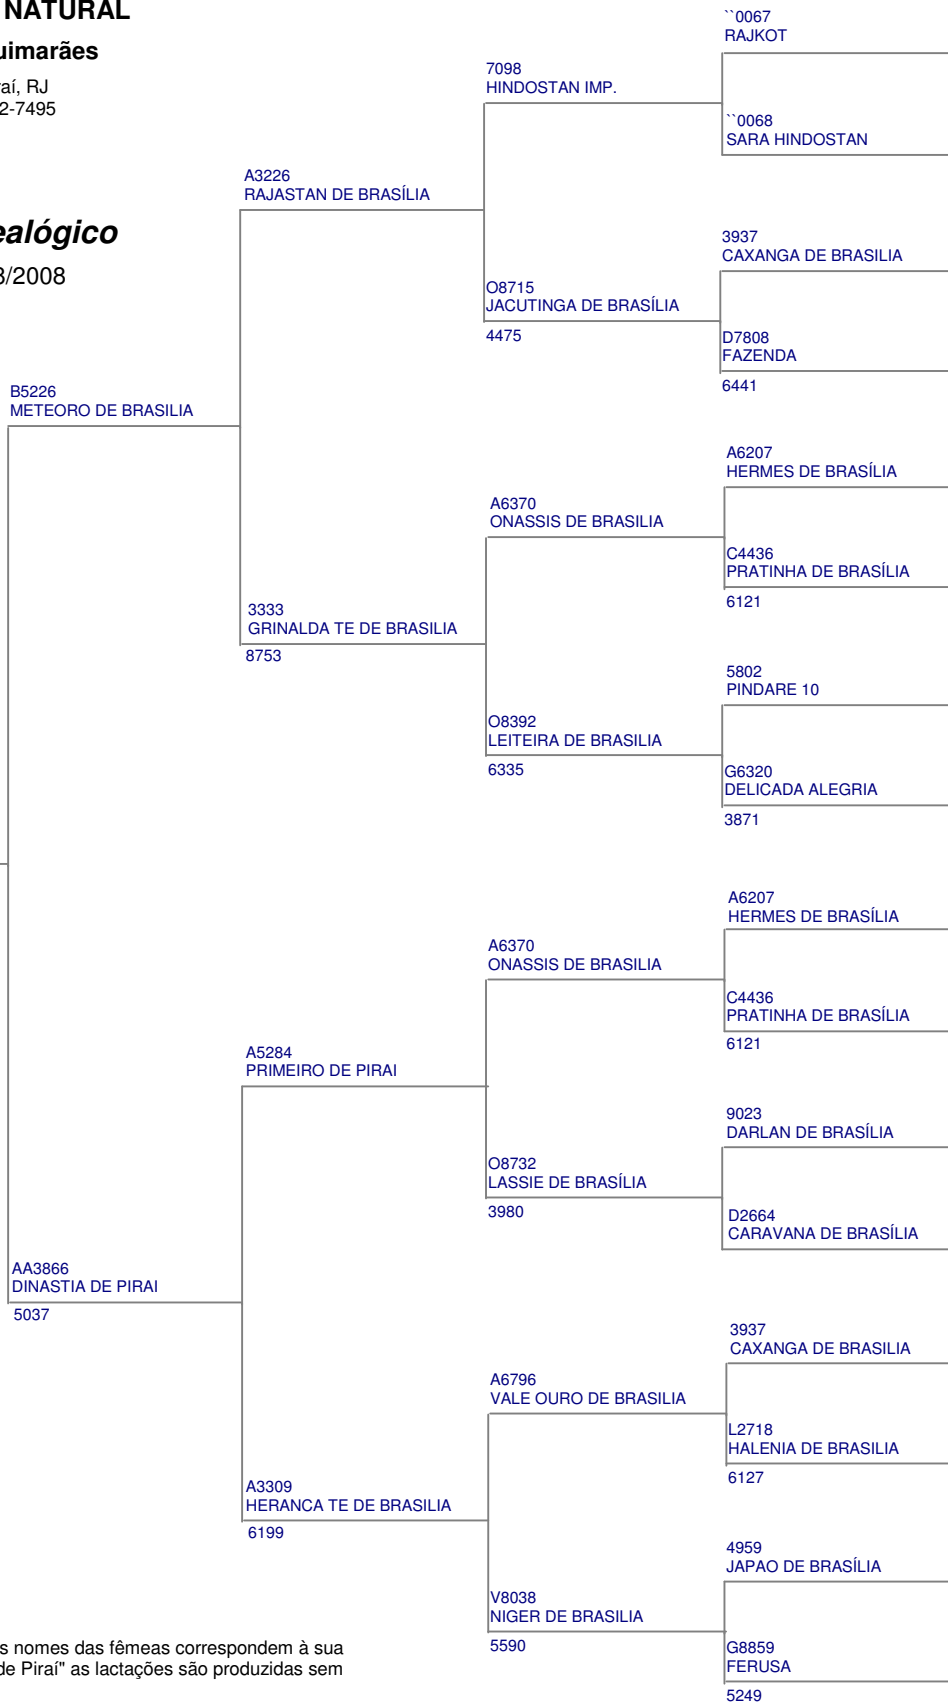 NATURAL
uimarães
raí, RJ
2-7495
ealógico
3/2008
``0067
RAJKOT
7098
HINDOSTAN IMP.
``0068
SARA HINDOSTAN
A3226
RAJASTAN DE BRASÍLIA
3937
CAXANGA DE BRASILIA
O8715
JACUTINGA DE BRASÍLIA
4475
D7808
FAZENDA
6441
B5226
METEORO DE BRASILIA
A6207
HERMES DE BRASÍLIA
A6370
ONASSIS DE BRASILIA
C4436
PRATINHA DE BRASÍLIA
6121
3333
GRINALDA TE DE BRASILIA
8753
5802
PINDARE 10
O8392
LEITEIRA DE BRASILIA
6335
G6320
DELICADA ALEGRIA
3871
A6207
HERMES DE BRASÍLIA
A6370
ONASSIS DE BRASILIA
C4436
PRATINHA DE BRASÍLIA
6121
A5284
PRIMEIRO DE PIRAI
9023
DARLAN DE BRASÍLIA
O8732
LASSIE DE BRASÍLIA
3980
D2664
CARAVANA DE BRASÍLIA
AA3866
DINASTIA DE PIRAI
5037
3937
CAXANGA DE BRASILIA
A6796
VALE OURO DE BRASILIA
L2718
HALENIA DE BRASILIA
6127
A3309
HERANCA TE DE BRASILIA
6199
4959
JAPAO DE BRASÍLIA
V8038
NIGER DE BRASILIA
5590
G8859
FERUSA
5249
s nomes das fêmeas correspondem à sua
de Piraí" as lactações são produzidas sem